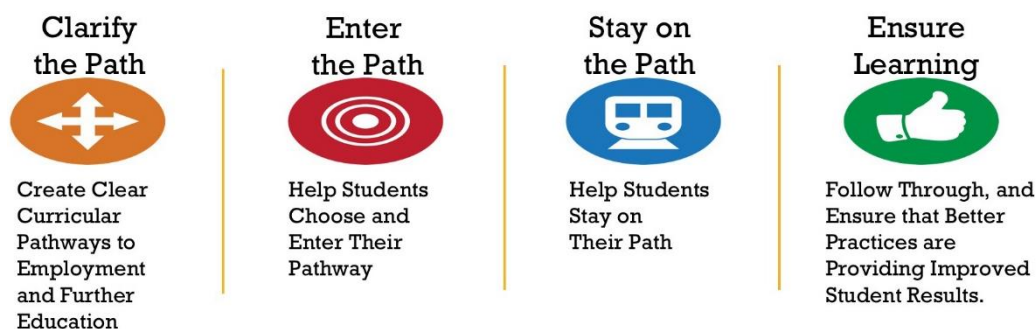 Clarify
the Path
Create Clear
Curricular
Pathways to
Employment
and Further
Education
Enter
the Path
Help Students
Choose and
Enter Their
Pathway
Stay on
the Path
Help Students
Stay on
Their Path
Ensure
Learning
Follow Through, and
Ensure that Better
Practices are
Providing Improved
Student Results.